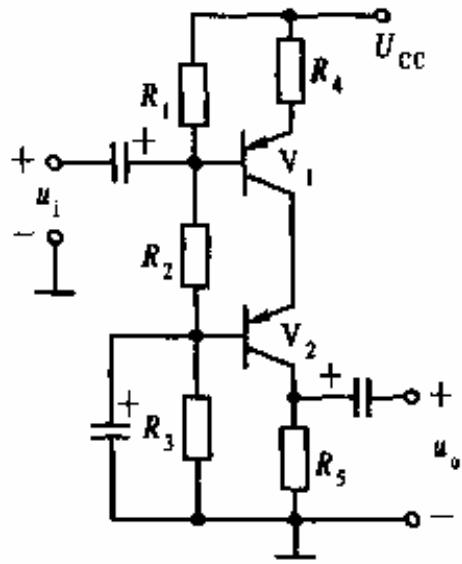 U_CC
R_1
R_4
+
V_1
+
u_i
-
R_2
V_2
+
+
+
R_3
R_5
u_o
-